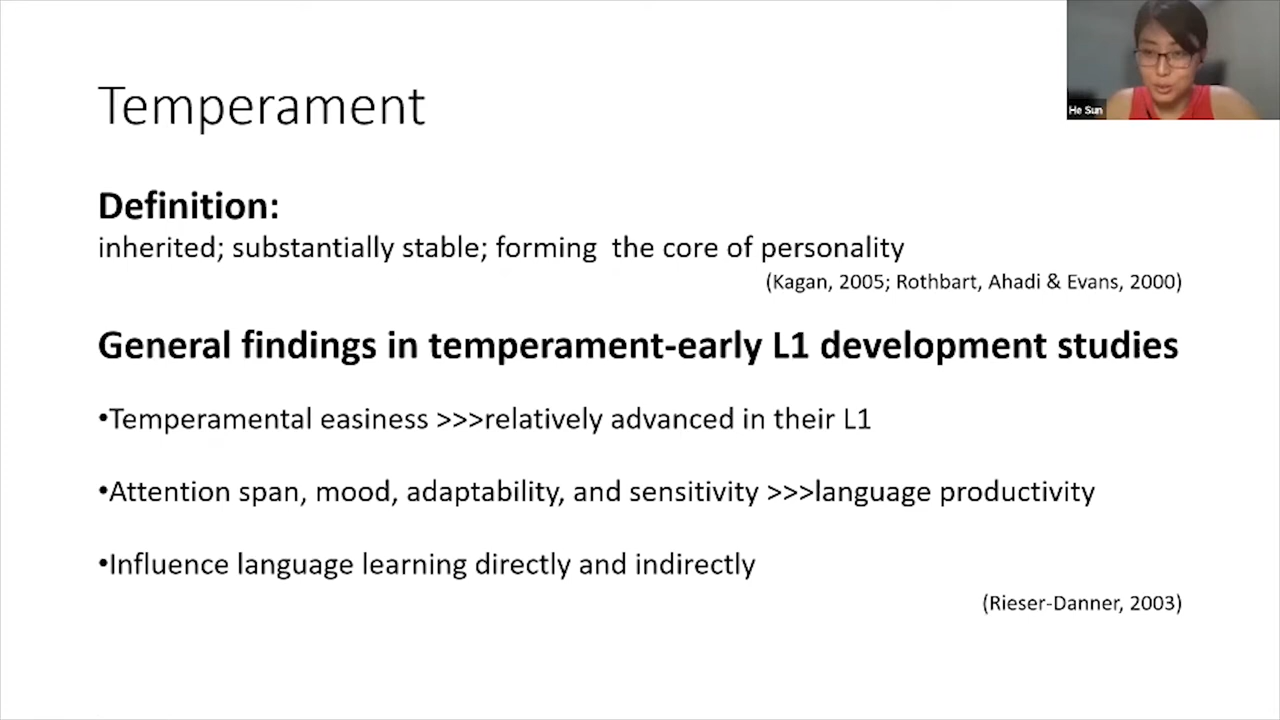 He Sun
Temperament
Definition:
inherited; substantially stable; forming  the core of personality
(Kagan, 2005; Rothbart, Ahadi & Evans, 2000)
General findings in temperament-early L1 development studies
•Temperamental easiness >>>relatively advanced in their L1
•Attention span, mood, adaptability, and sensitivity >>>language productivity
•Influence language learning directly and indirectly
(Rieser-Danner, 2003)